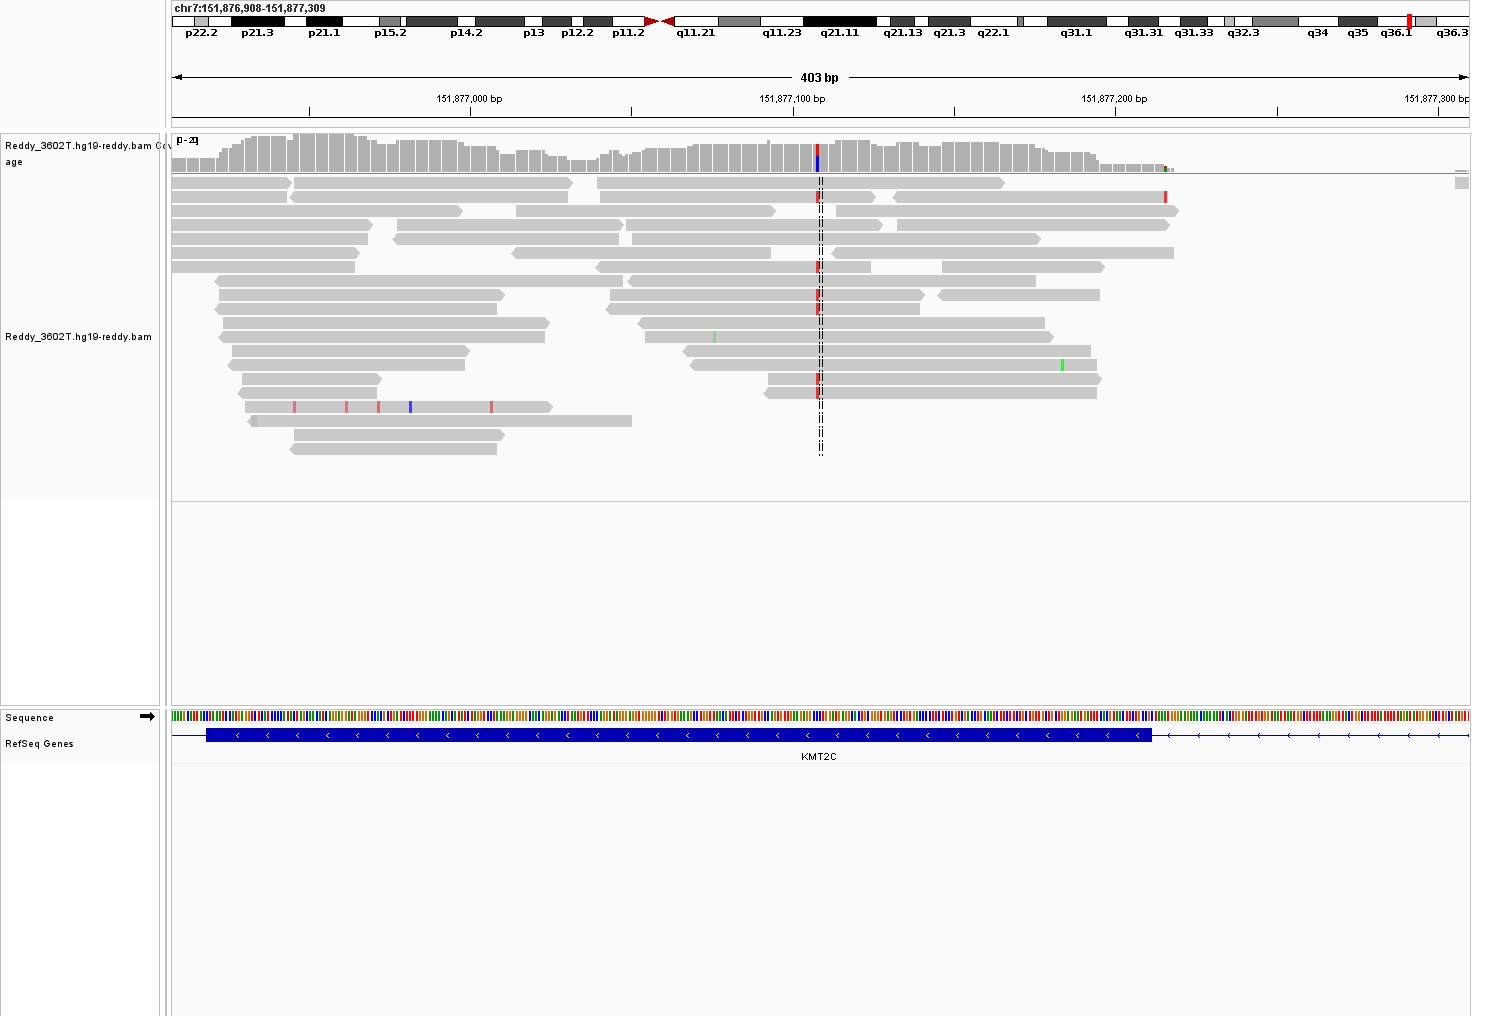 chr7:151,876,908-151,877,309
p22.2 p21.3 p21.1 p15.2 p14.2 p13 p12.2 p11.2 q11.21 q11.23 q21.11 q21.13 q21.3 q22.1 q31.1 q31.31 q31.33 q32.3 q34 q35 q36.1 q36.3
403 bp
151,877,000 bp 151,877,100 bp 151,877,200 bp 151,877,300 bp
Reddy_3602T.hg19-reddy.bam Cov
age
[0 - 20]
Reddy_3602T.hg19-reddy.bam
Sequence
RefSeq Genes
KMT2C